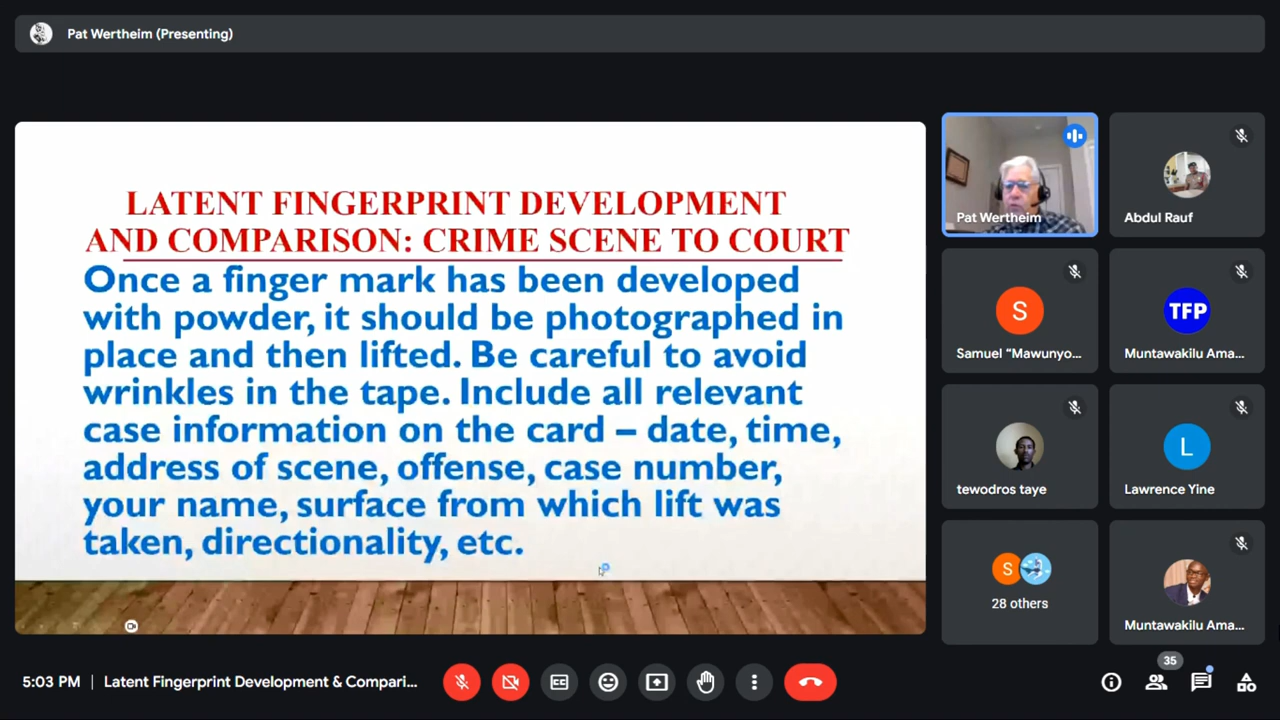 Pat Wertheim (Presenting)
LATENT FINGERPRINT DEVELOPMENT
AND COMPARISON: CRIME SCENE TO COURT
Once a finger mark has been developed
with powder, it should be photographed in
place and then lifted. Be careful to avoid
wrinkles in the tape. Include all relevant
case information on the card – date, time,
address of scene, offense, case number,
your name, surface from which lift was
taken, directionality, etc.
Pat Wertheim
Abdul Rauf
S
Samuel “Mawunyo...
TFP
Muntawakilu Ama...
tewodros taye
L
Lawrence Yine
S
28 others
Muntawakilu Ama...
5:03 PM | Latent Fingerprint Development & Compari...
CC
35